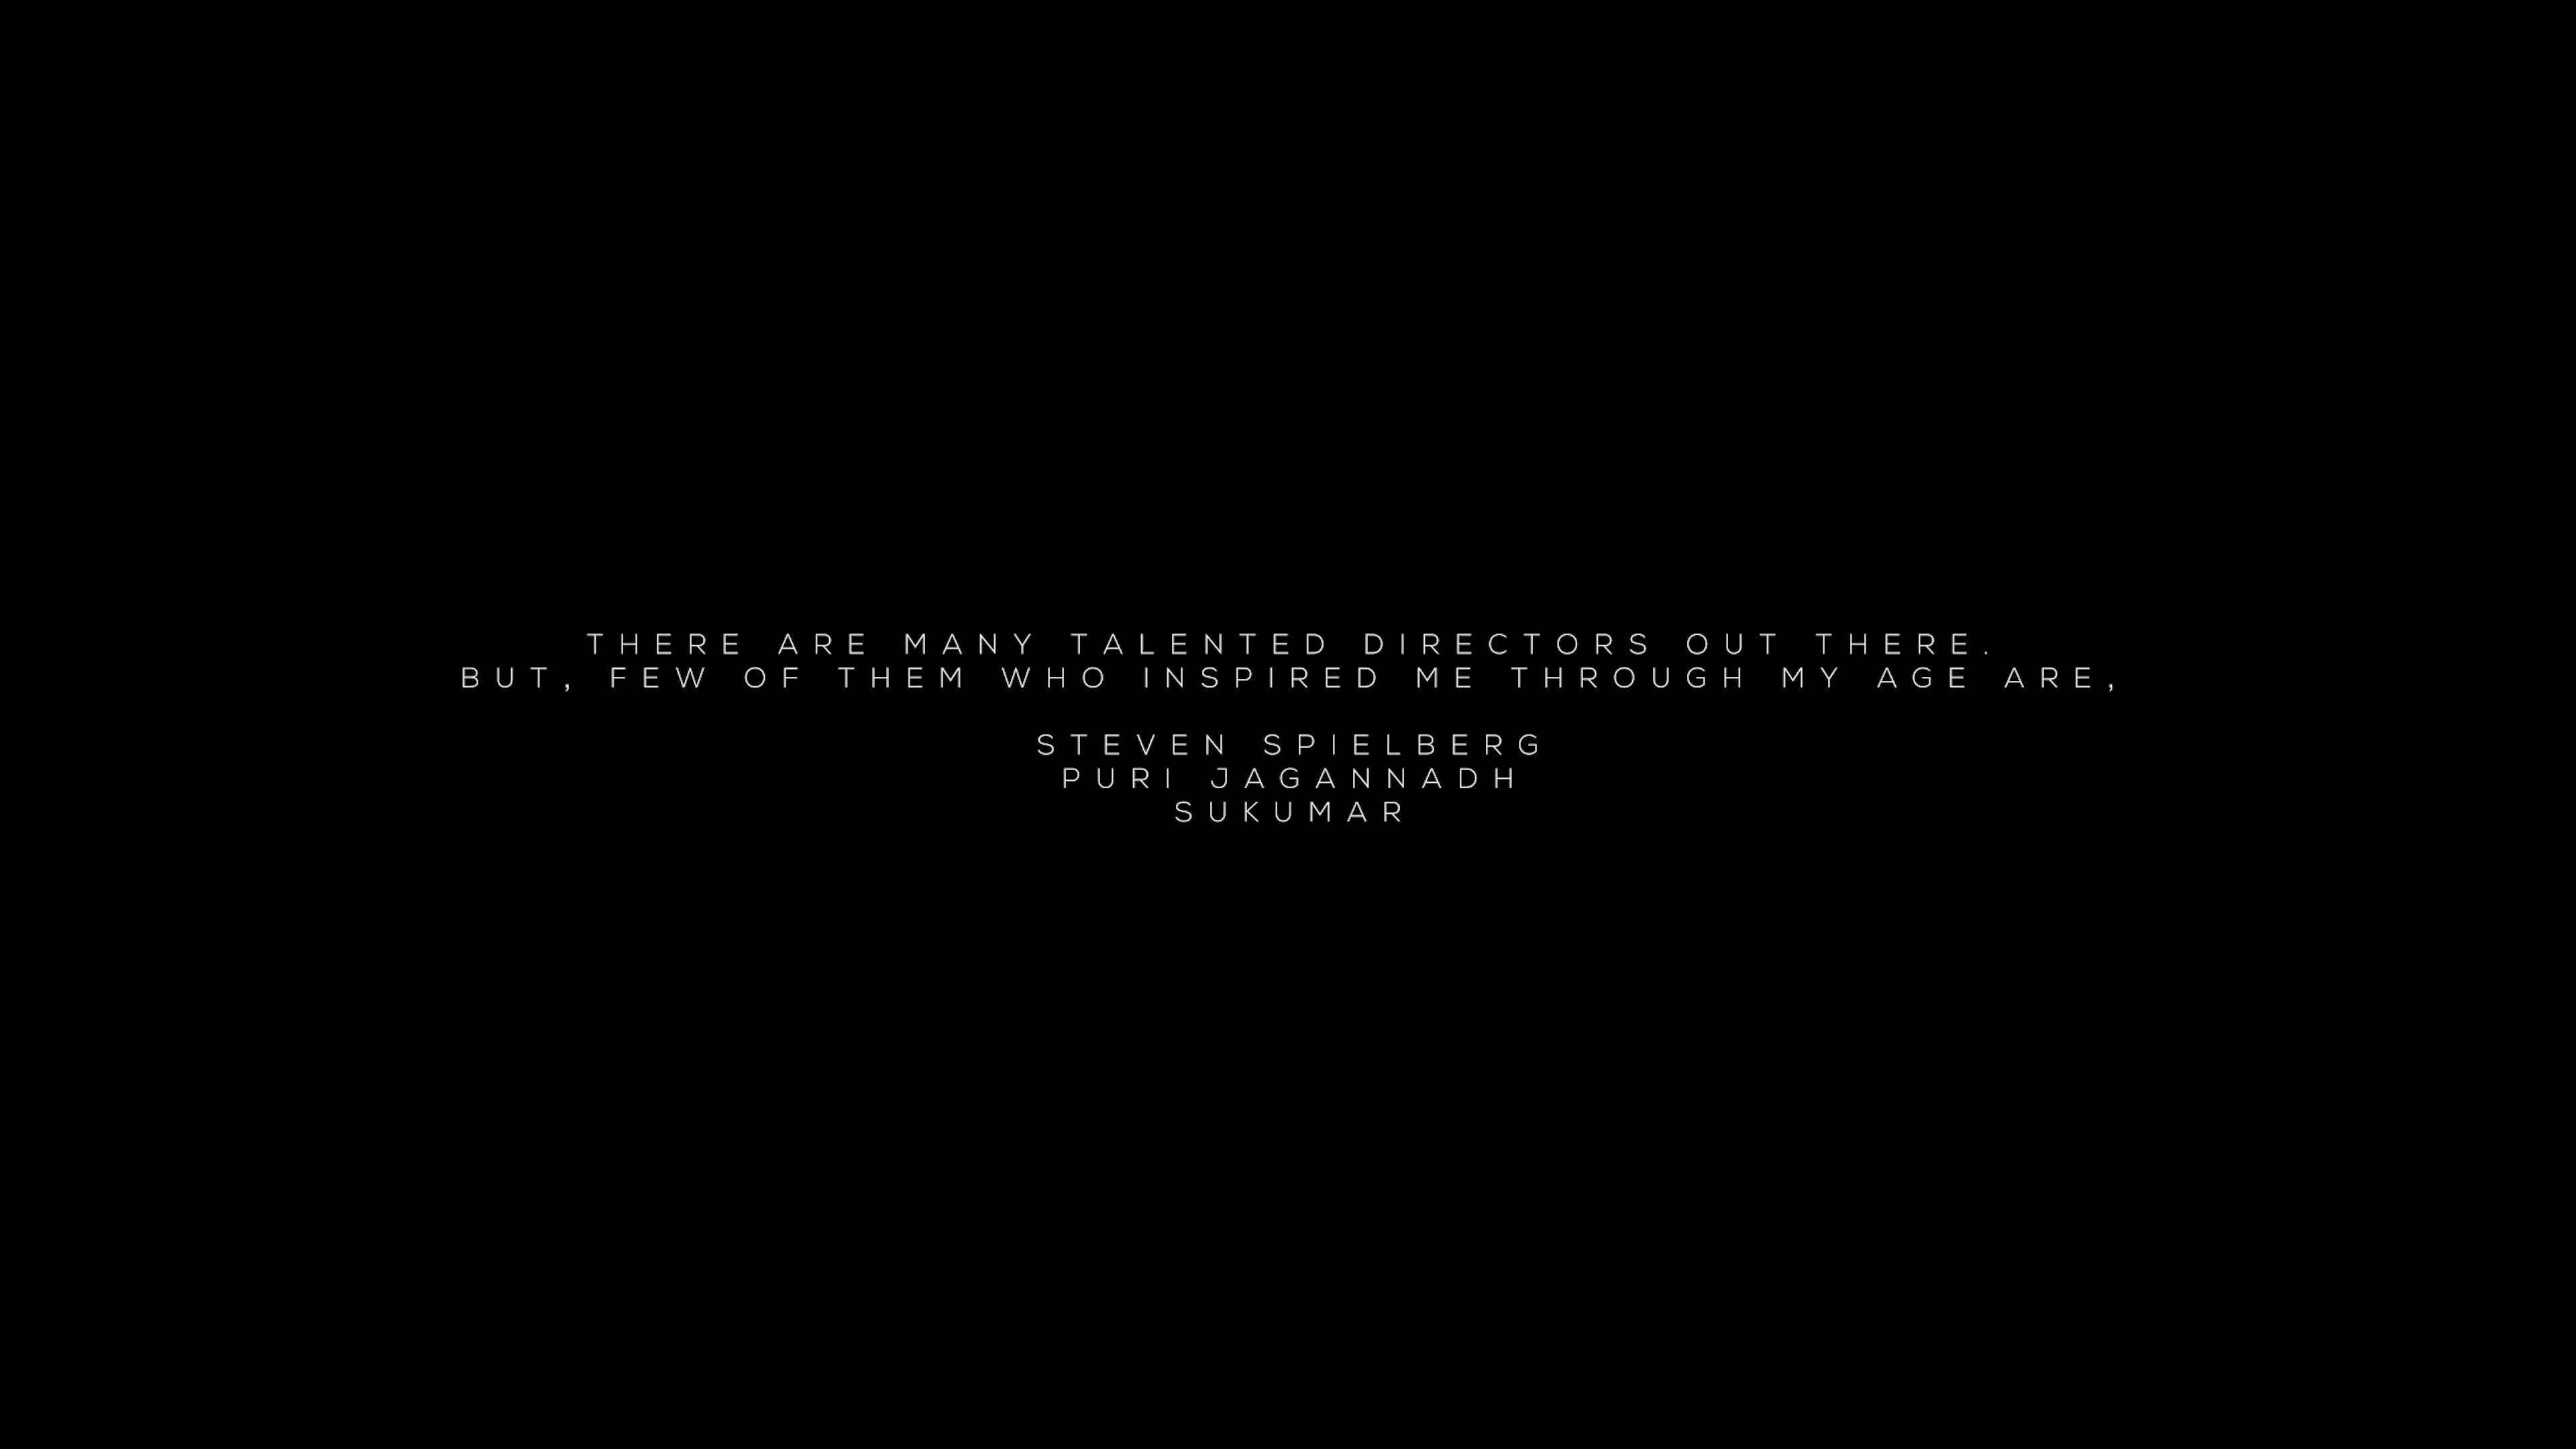 THERE ARE MANY TALENTED DIRECTORS OUT THERE.
BUT, FEW OF THEM WHO INSPIRED ME THROUGH MY AGE ARE,
STEVEN SPIELBERG
PURI JAGANNADH
SUKUMAR